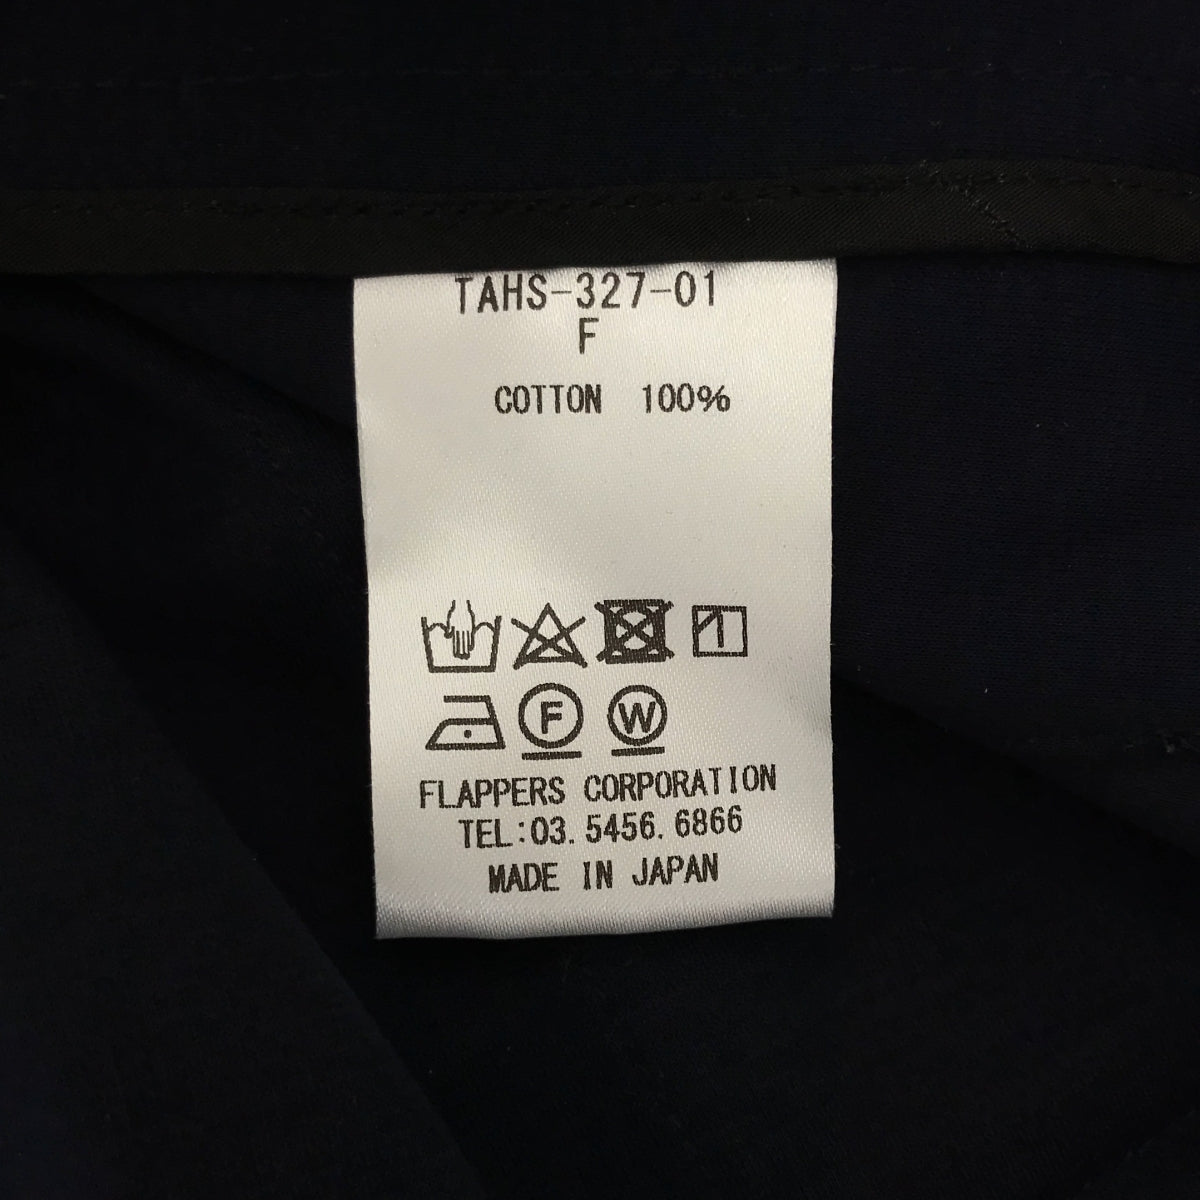 TAHS-327-01
F
COTTON 100%
F W
FLAPPERS CORPORATION
TEL:03. 5456. 6866
MADE IN JAPAN